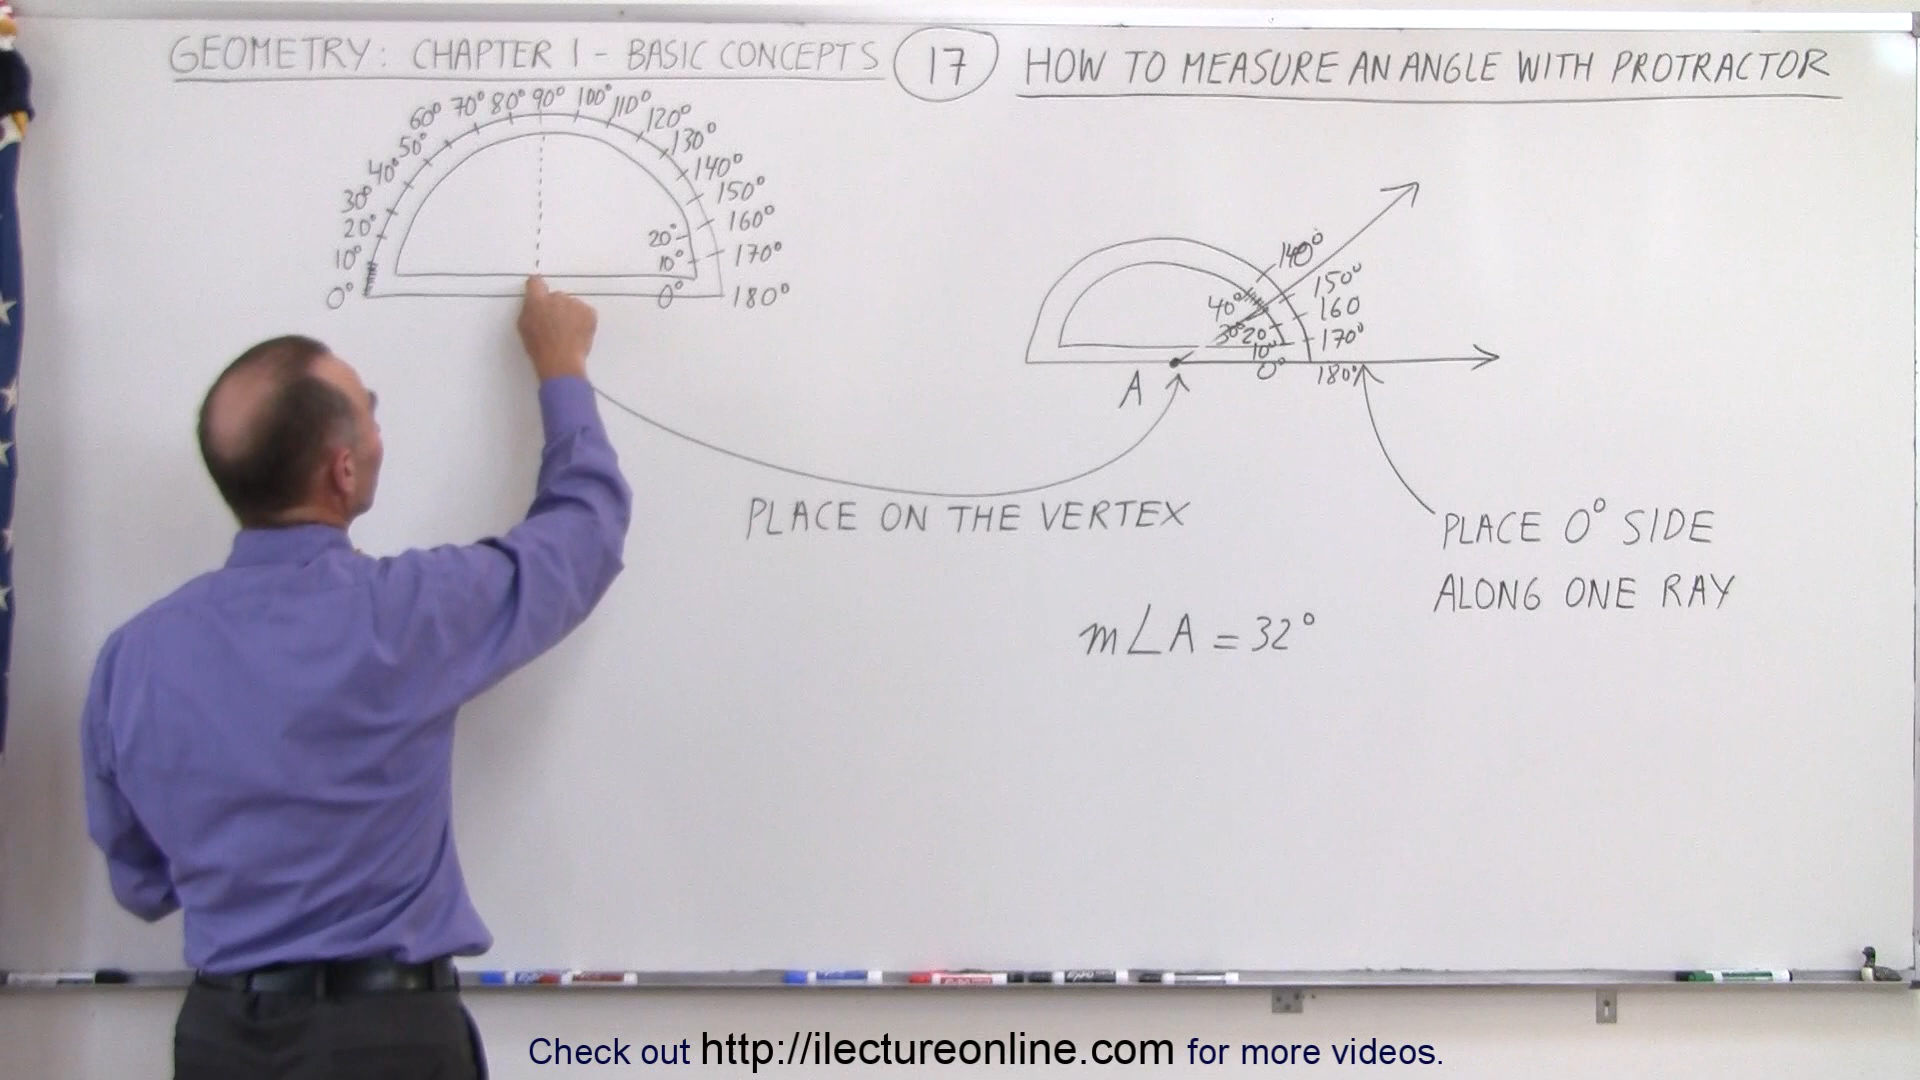 GEOMETRY: CHAPTER 1 - BASIC CONCEPTS 17 HOW TO MEASURE AN ANGLE WITH PROTRACTOR
0° 10° 20° 30° 40° 50° 60° 70° 80° 90° 100° 110° 120° 130° 140° 150° 160° 170° 180°
20°
10°
0°
140°
150°
160
170°
180°
40°
30° 20
10°
0°
A
PLACE ON THE VERTEX
PLACE 0° SIDE
ALONG ONE RAY
m∠A = 32°
Check out http://ilectureonline.com for more videos.